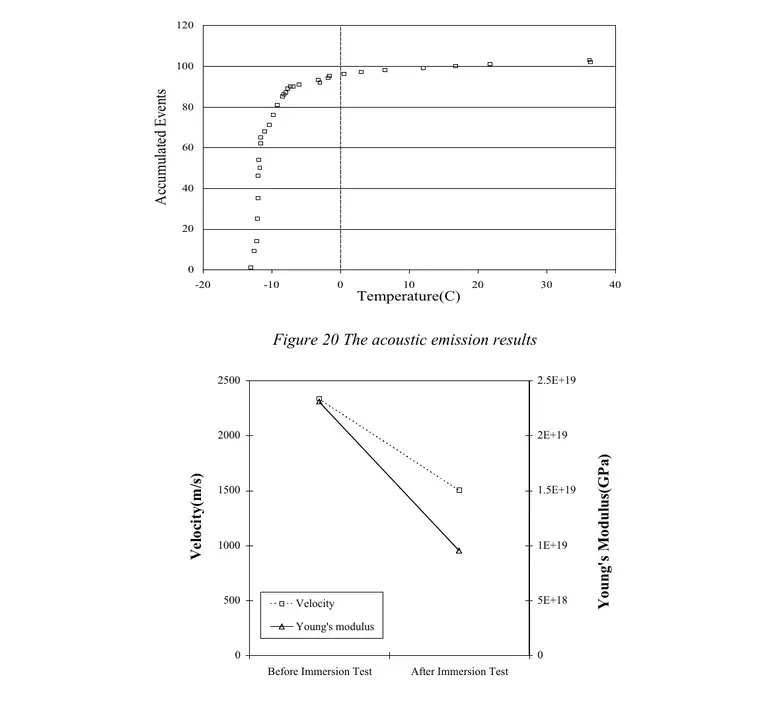 120
100
80
60
40
20
0
-20 -10 0 10 20 30 40
Accumulated Events
Temperature(C)
Figure 20 The acoustic emission results
2500 2.5E+19
2000 2E+19
1500 1.5E+19
1000 1E+19
500 5E+18
0 0
Velocity(m/s)
Young's Modulus(GPa)
Velocity
Young's modulus
Before Immersion Test After Immersion Test